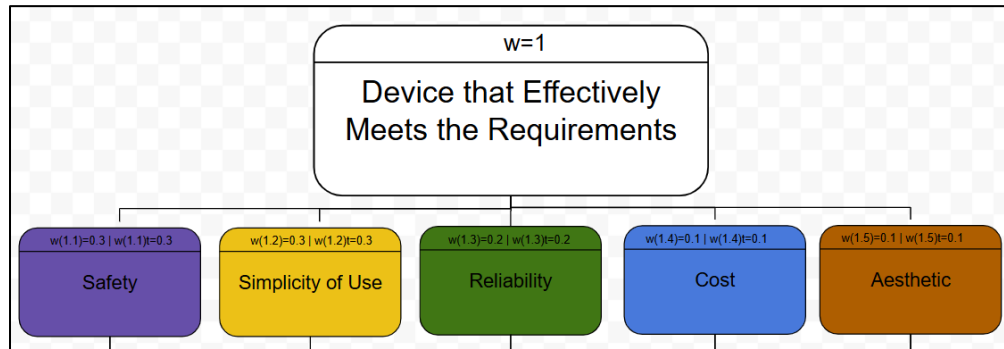 w=1
Device that Effectively
Meets the Requirements
w(1.1)=0.3 | w(1.1)t=0.3
Safety
w(1.2)=0.3 | w(1.2)t=0.3
Simplicity of Use
w(1.3)=0.2 | w(1.3)t=0.2
Reliability
w(1.4)=0.1 | w(1.4)t=0.1
Cost
w(1.5)=0.1 | w(1.5)t=0.1
Aesthetic